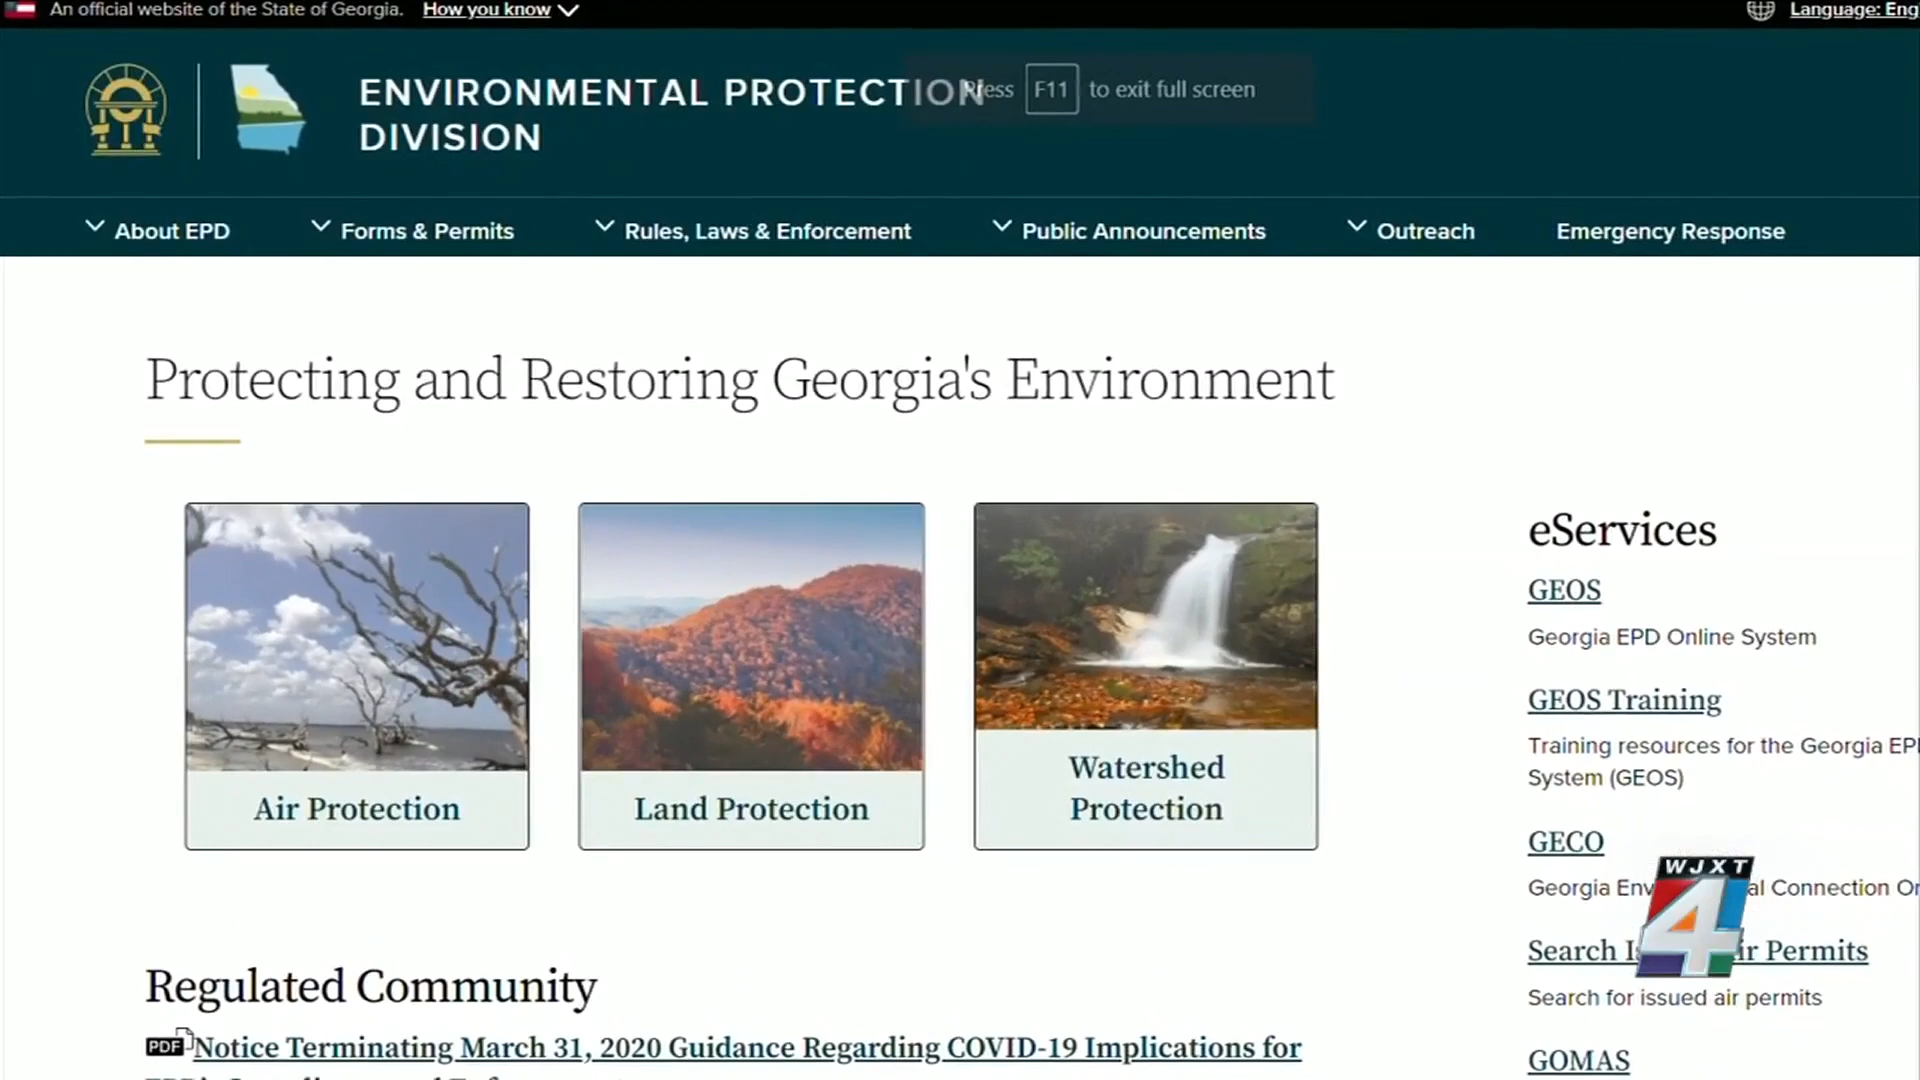 An official website of the State of Georgia. How you know
Language: Eng
ENVIRONMENTAL PROTECTION
DIVISION
Press F11 to exit full screen
About EPD
Forms & Permits
Rules, Laws & Enforcement
Public Announcements
Outreach
Emergency Response
Protecting and Restoring Georgia's Environment
Air Protection
Land Protection
Watershed
Protection
eServices
GEOS
Georgia EPD Online System
GEOS Training
Training resources for the Georgia EP
System (GEOS)
GECO
Georgia Env al Connection On
Search Is ir Permits
Search for issued air permits
GOMAS
WJXT
4
Regulated Community
PDF Notice Terminating March 31, 2020 Guidance Regarding COVID-19 Implications for